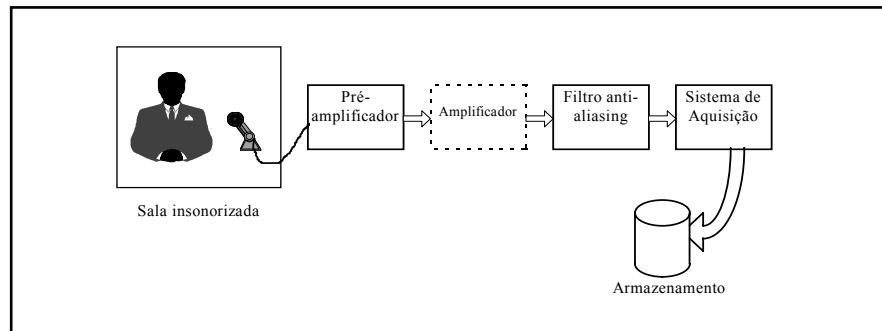 Pré-
amplificador
Amplificador
Filtro anti-
aliasing
Sistema de
Aquisição
Sala insonorizada
Armazenamento